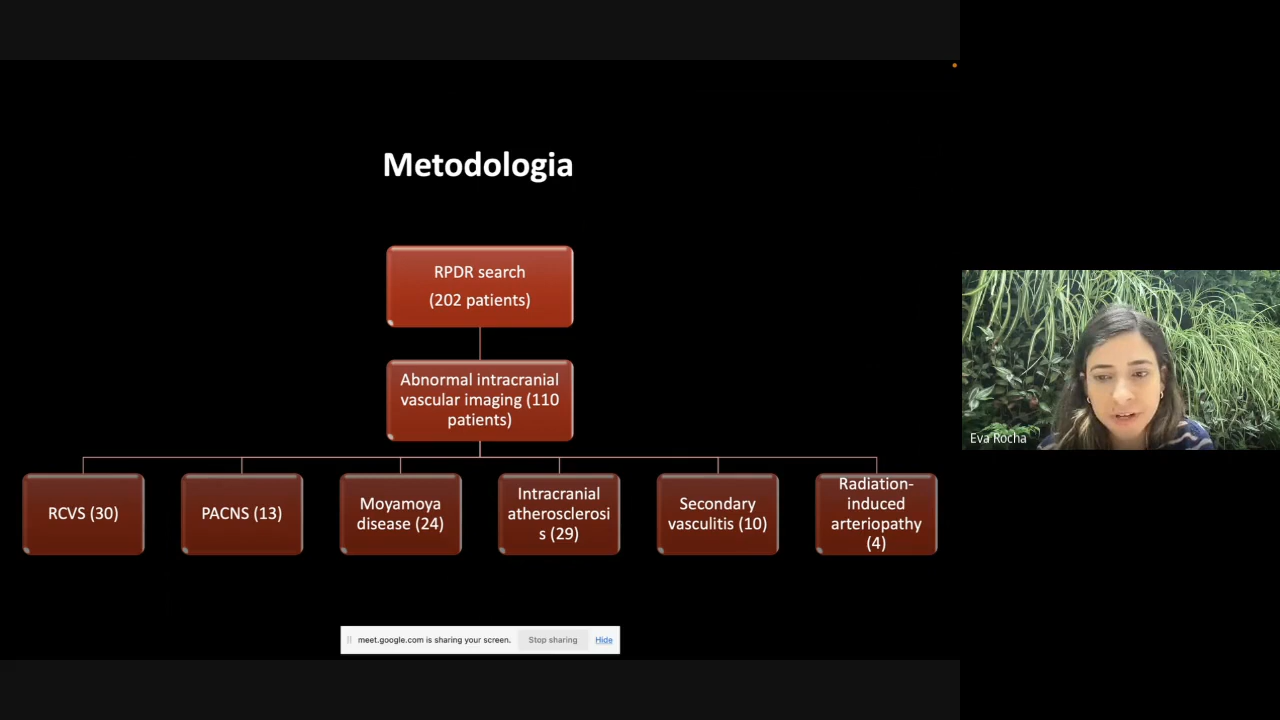 Metodologia
RPDR search
(202 patients)
Abnormal intracranial
vascular imaging (110
patients)
RCVS (30)
PACNS (13)
Moyamoya
disease (24)
Intracranial
atherosclerosi
s (29)
Secondary
vasculitis (10)
Radiation-
induced
arteriopathy
(4)
Eva Rocha
meet.google.com is sharing your screen.
Stop sharing
Hide